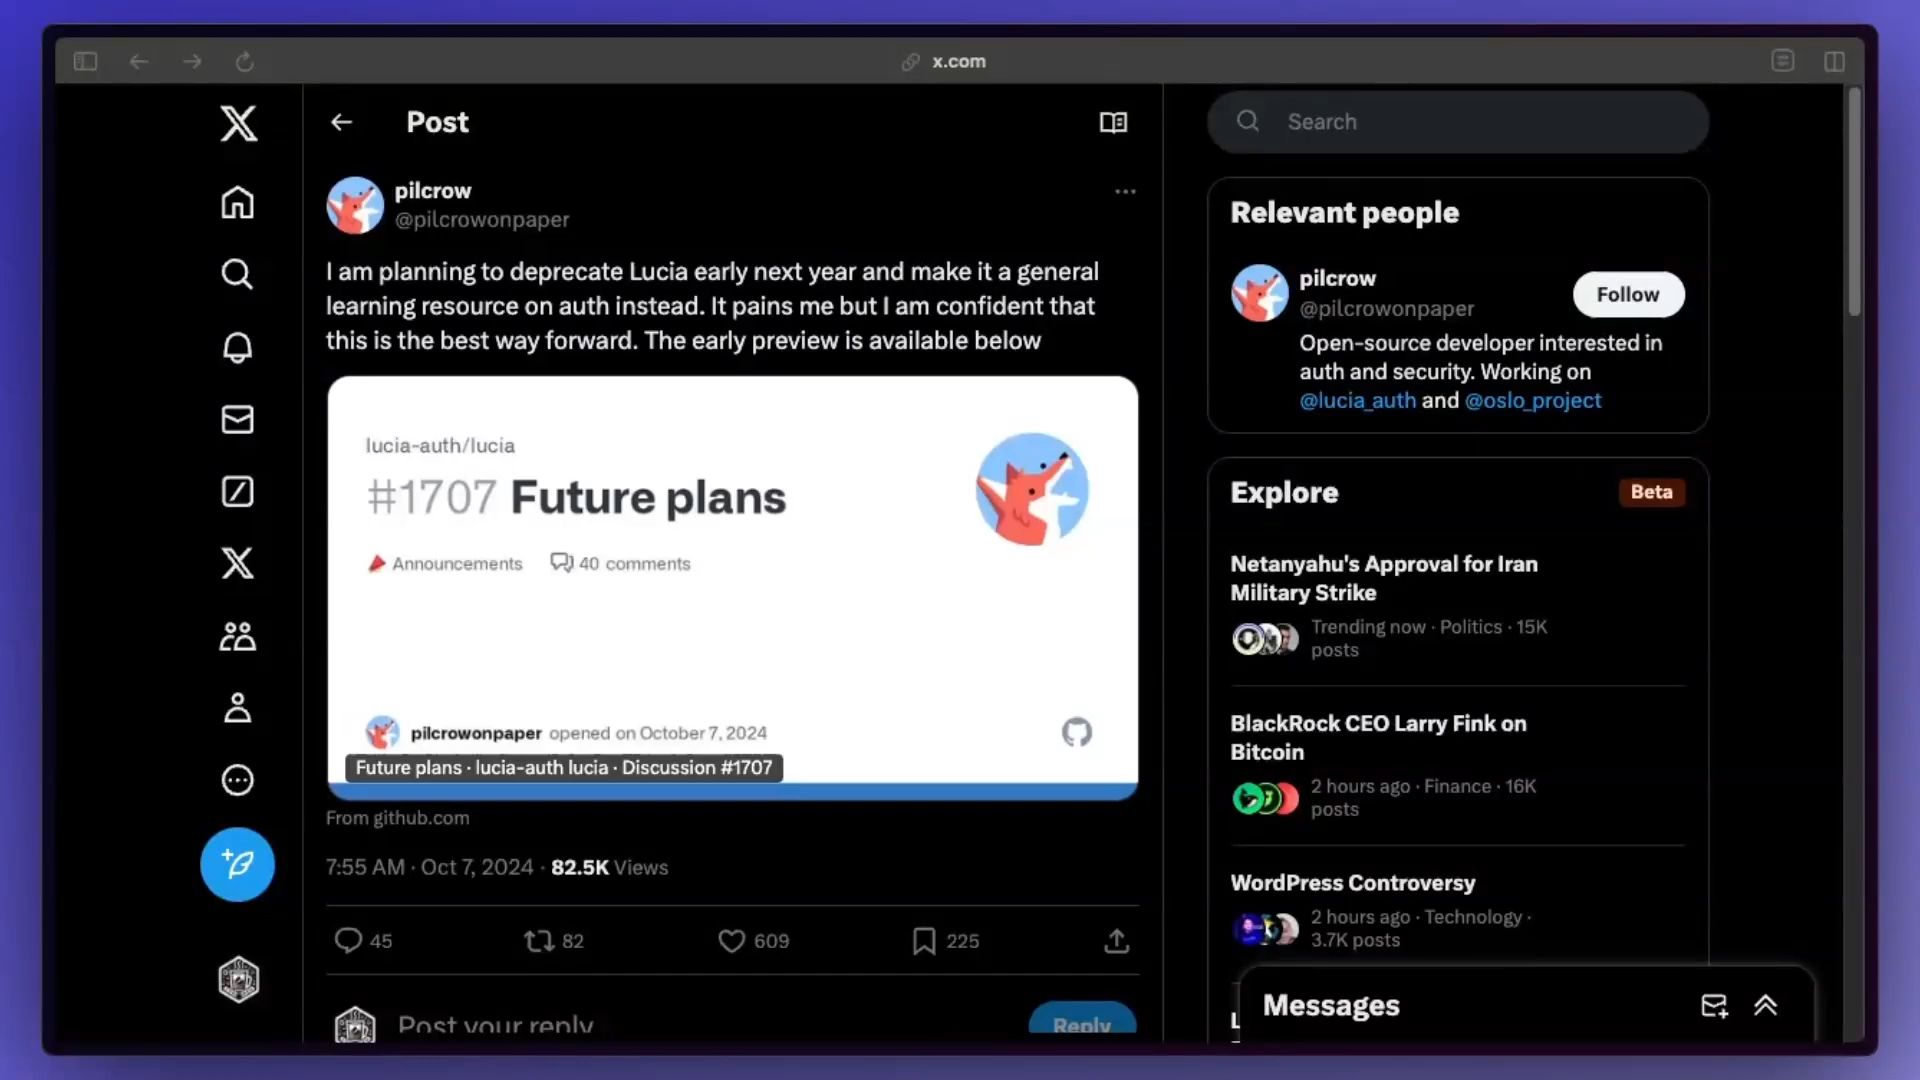 x.com
Post
pilcrow
@pilcrowonpaper
I am planning to deprecate Lucia early next year and make it a general
learning resource on auth instead. It pains me but I am confident that
this is the best way forward. The early preview is available below
lucia-auth/lucia
#1707 Future plans
Announcements
40 comments
pilcrowonpaper opened on October 7, 2024
Future plans · lucia-auth lucia · Discussion #1707
From github.com
7:55 AM · Oct 7, 2024 · 82.5K Views
45
82
609
225
Post your reply
Reply
Search
Relevant people
pilcrow
@pilcrowonpaper
Follow
Open-source developer interested in
auth and security. Working on
@lucia_auth and @oslo_project
Explore
Beta
Netanyahu's Approval for Iran
Military Strike
Trending now · Politics · 15K
posts
BlackRock CEO Larry Fink on
Bitcoin
2 hours ago · Finance · 16K
posts
WordPress Controversy
2 hours ago · Technology ·
3.7K posts
Messages